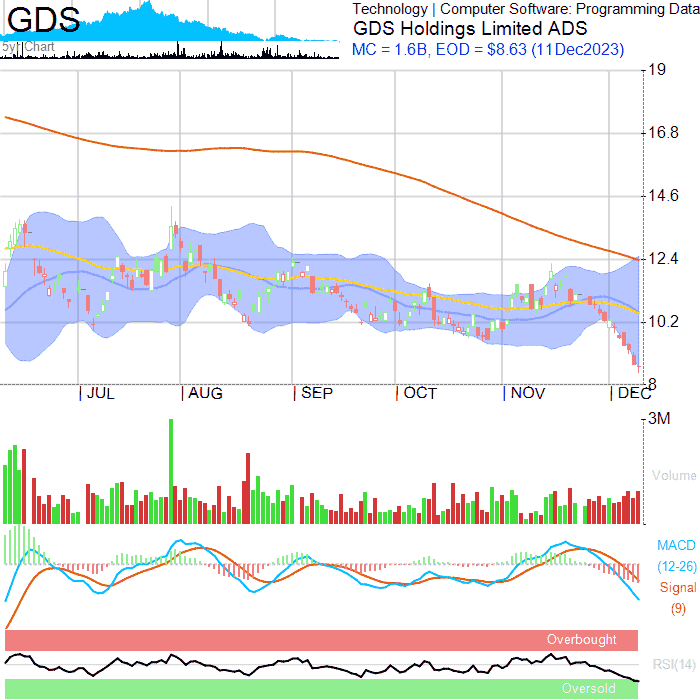 GDS
5yr Chart
Technology | Computer Software: Programming Data
GDS Holdings Limited ADS
MC = 1.6B, EOD = $8.63 (11Dec2023)
19
16.8
14.6
12.4
10.2
8
JUL
AUG
SEP
OCT
NOV
DEC
3M
Volume
MACD
(12-26)
Signal
(9)
Overbought
RSI(14)
Oversold